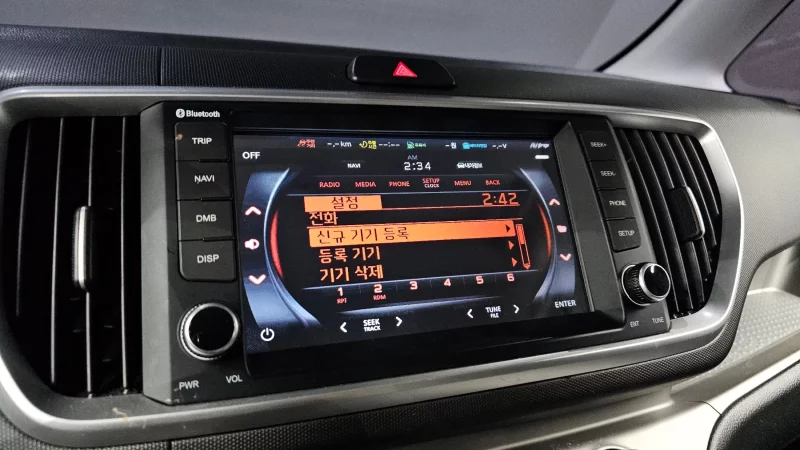 Bluetooth
TRIP
NAVI
DMB
DISP
PWR
VOL
OFF
-.- km --:-- - 원 -.- V
NAVI AM 2:34
RADIO MEDIA PHONE SETUP CLOCK MENU BACK
설정 2:42
전화
신규 기기 등록
등록 기기
기기 삭제
1 2 3 4 5 6
RPT RDM
SEEK TRACK
TUNE FILE
ENTER
SEEK+
SEEK-
PHONE
SETUP
ENT TUNE